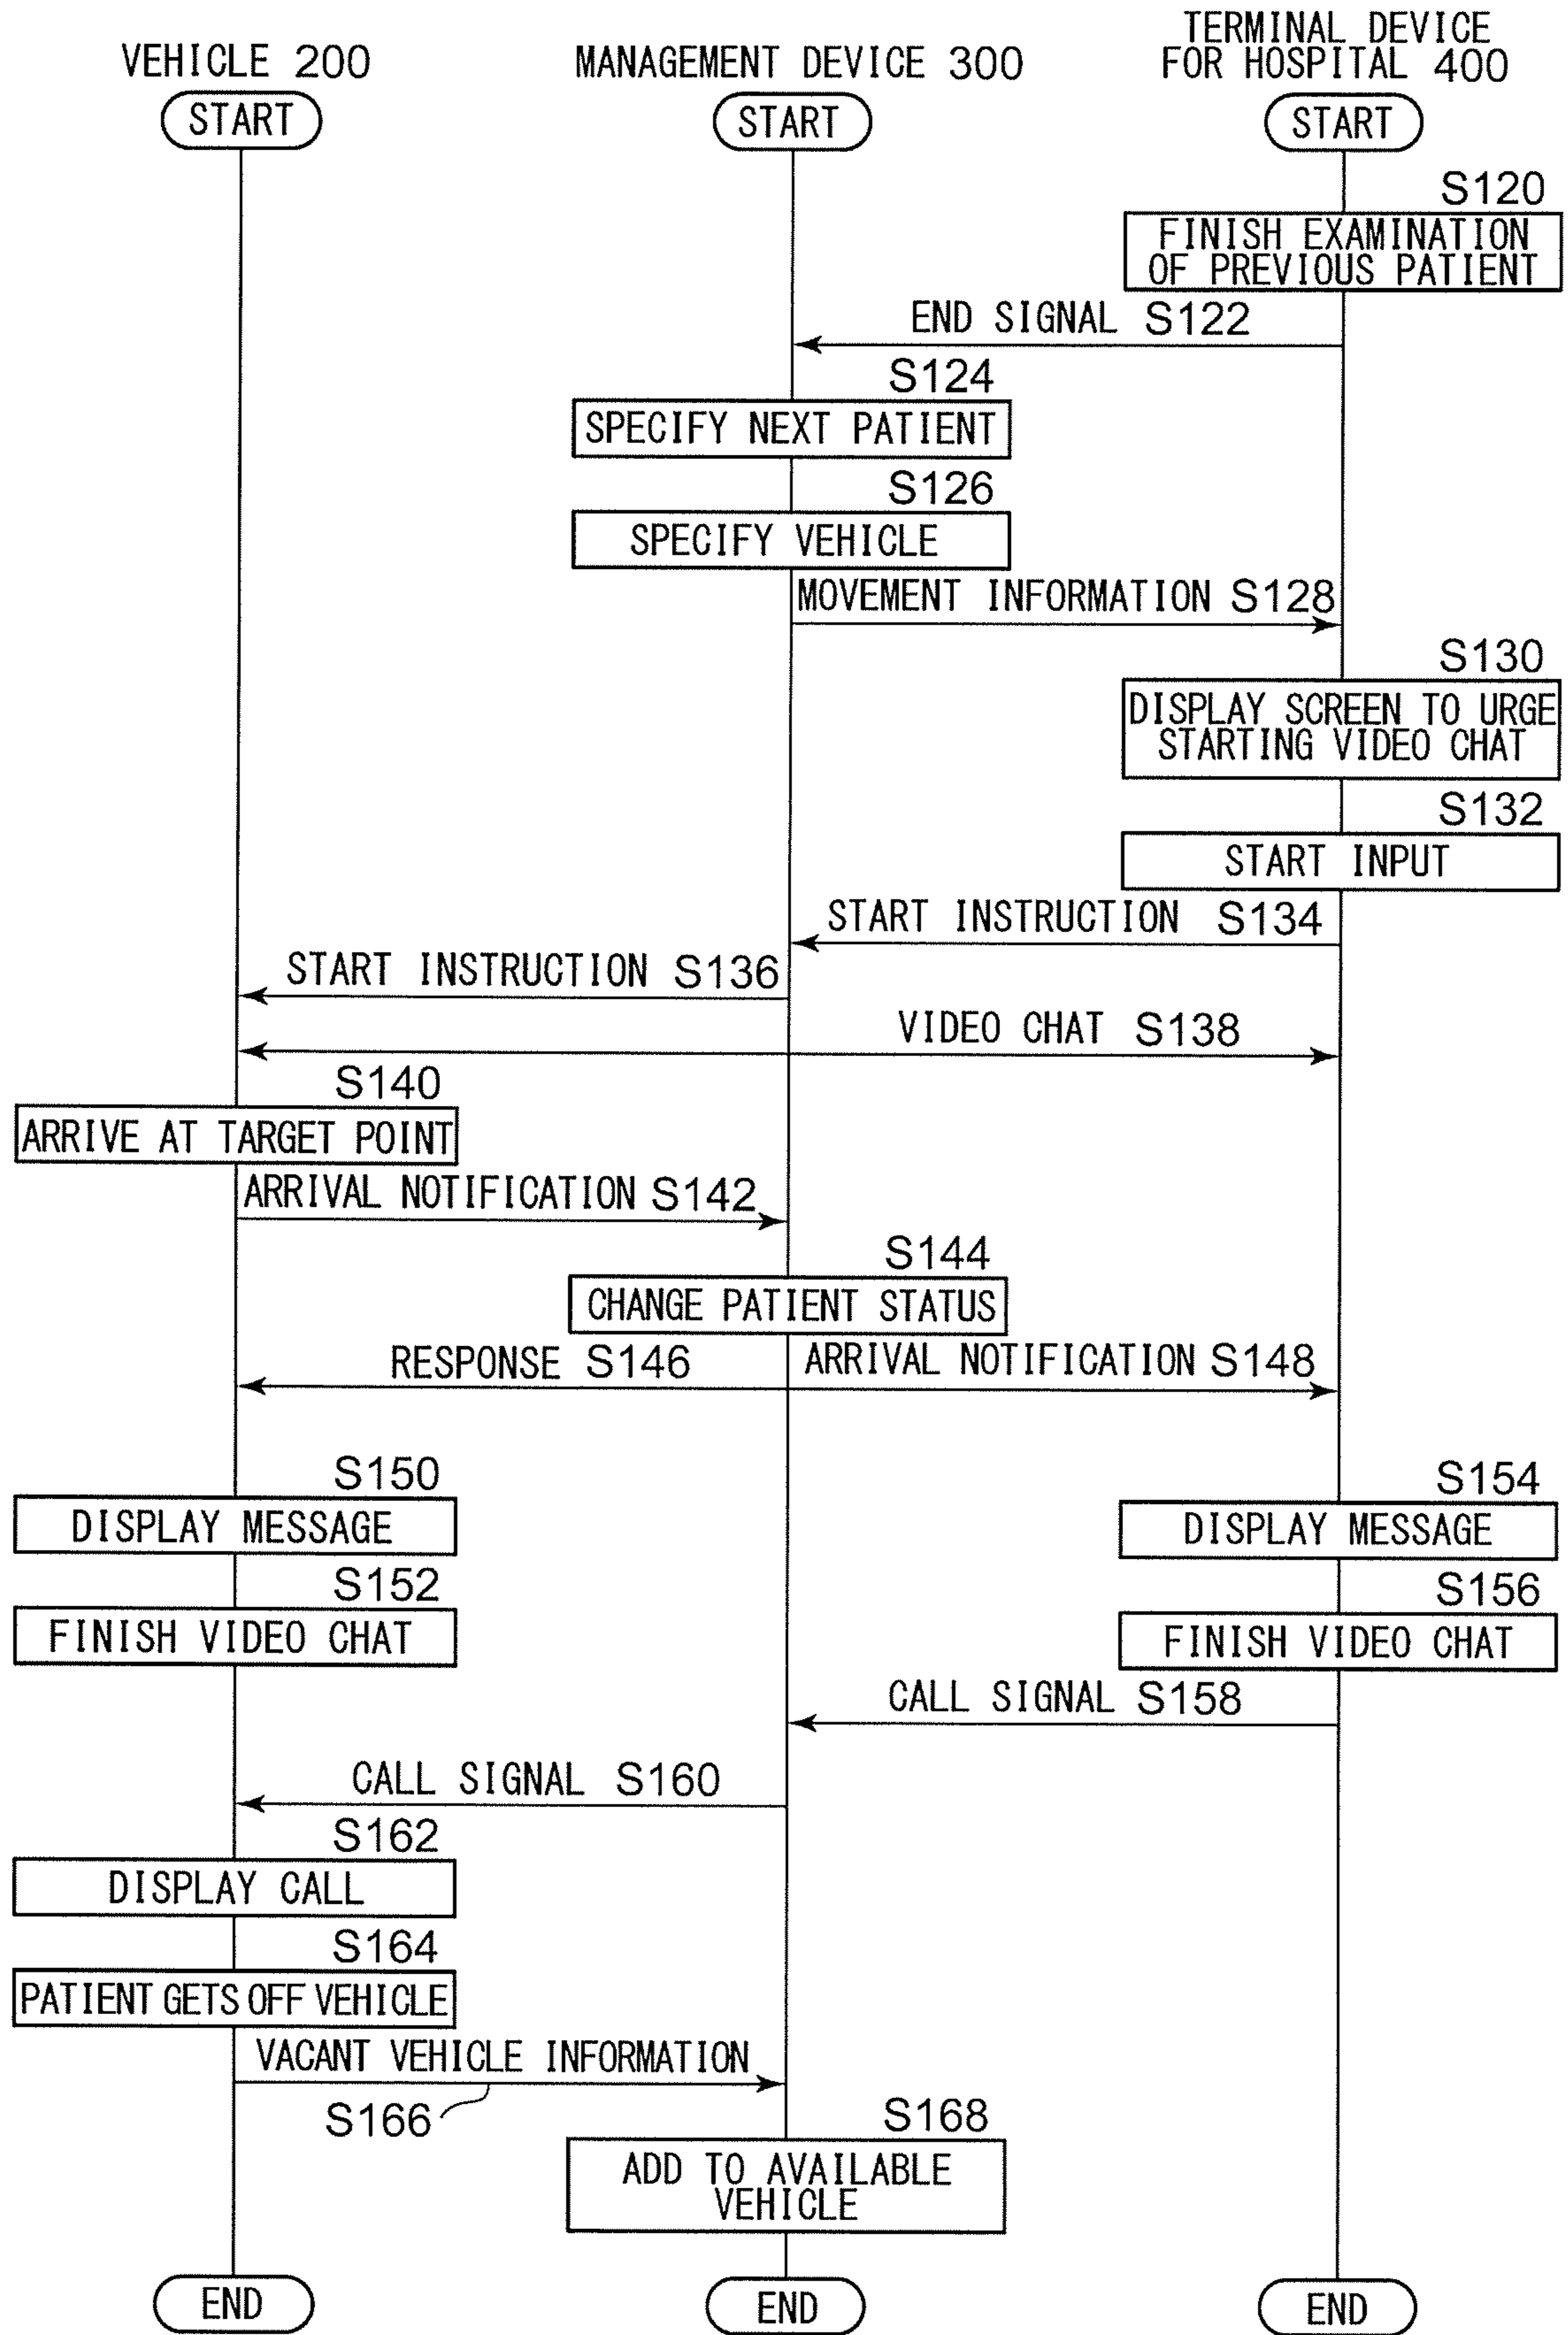 VEHICLE 200
MANAGEMENT DEVICE 300
TERMINAL DEVICE
FOR HOSPITAL 400
START
START
START
S120
FINISH EXAMINATION
OF PREVIOUS PATIENT
END SIGNAL S122
S124
SPECIFY NEXT PATIENT
S126
SPECIFY VEHICLE
MOVEMENT INFORMATION S128
S130
DISPLAY SCREEN TO URGE
STARTING VIDEO CHAT
S132
START INPUT
START INSTRUCTION S134
START INSTRUCTION S136
VIDEO CHAT S138
S140
ARRIVE AT TARGET POINT
ARRIVAL NOTIFICATION S142
S144
CHANGE PATIENT STATUS
RESPONSE S146
ARRIVAL NOTIFICATION S148
S150
DISPLAY MESSAGE
S154
DISPLAY MESSAGE
S152
FINISH VIDEO CHAT
S156
FINISH VIDEO CHAT
CALL SIGNAL S158
CALL SIGNAL S160
S162
DISPLAY CALL
S164
PATIENT GETS OFF VEHICLE
VACANT VEHICLE INFORMATION
S166
S168
ADD TO AVAILABLE
VEHICLE
END
END
END